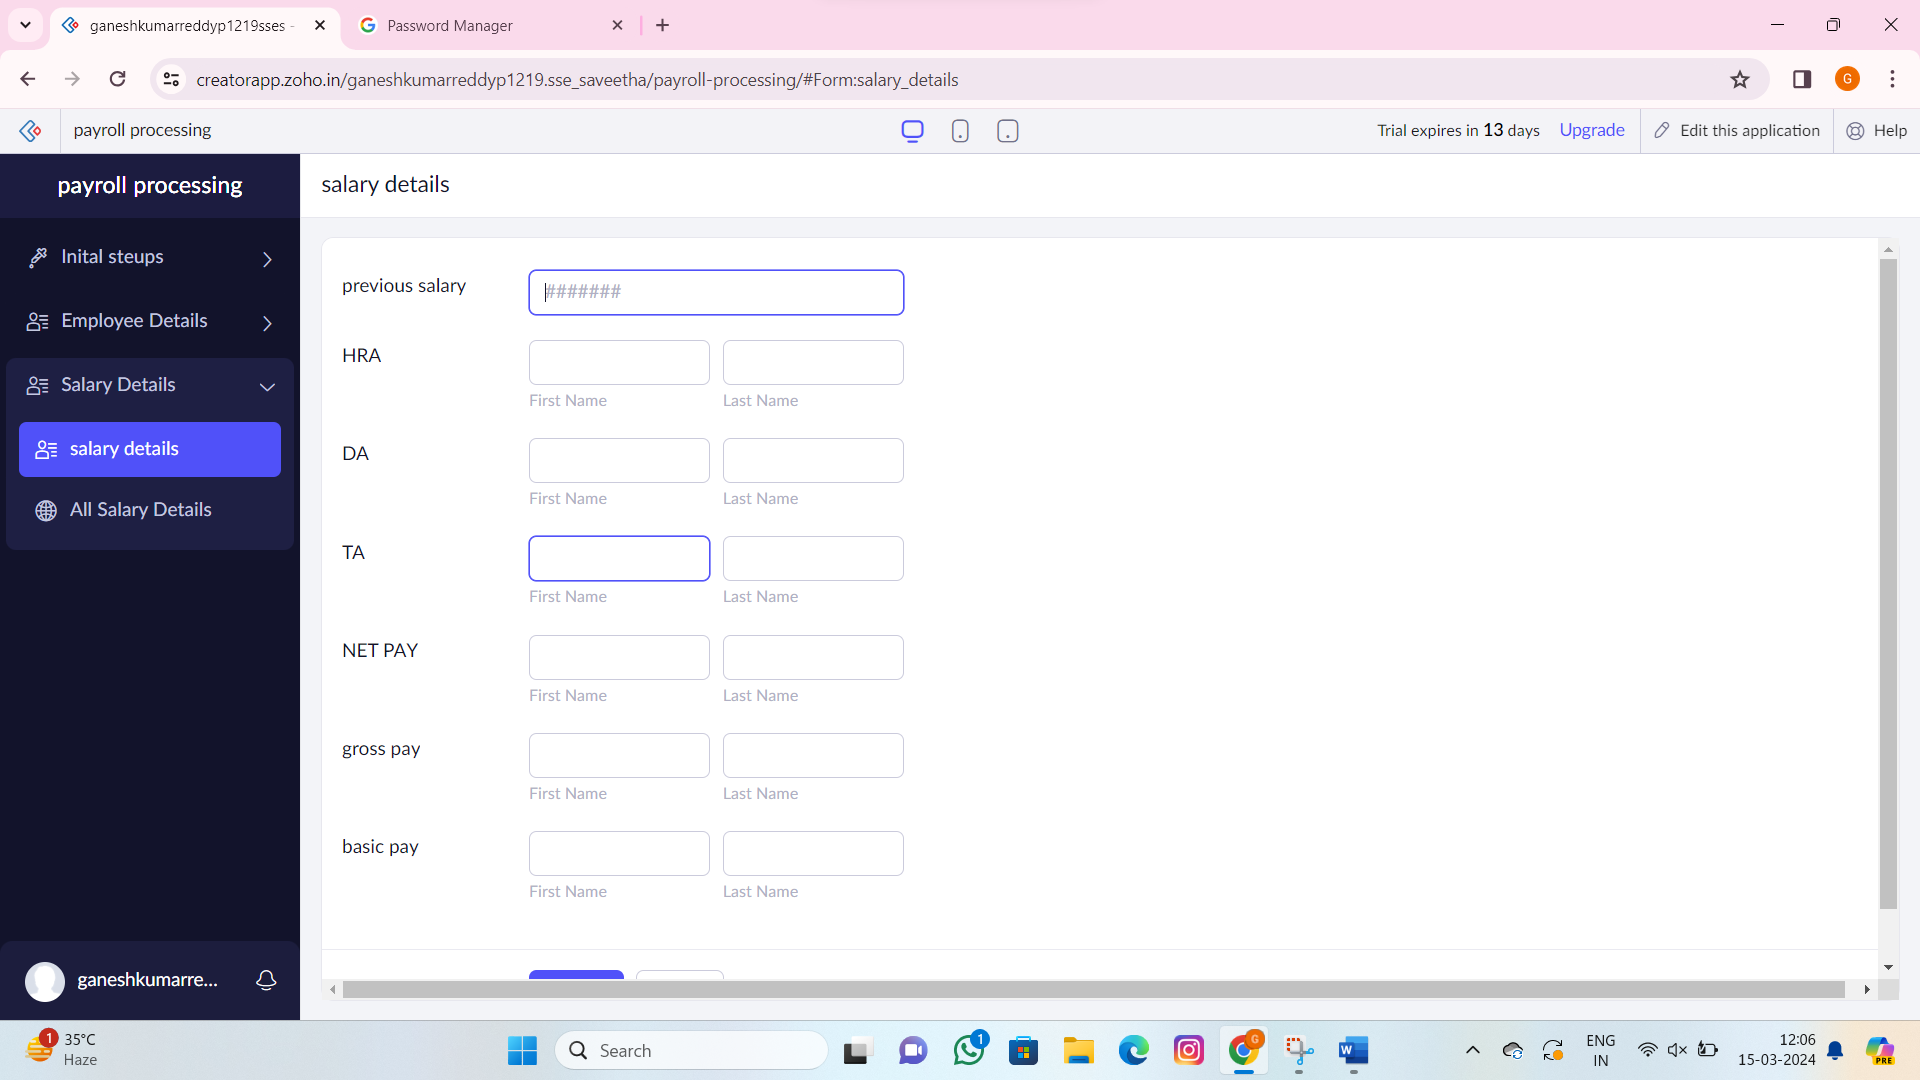 ganeshkumarreddyp1219sses -
Password Manager
creatorapp.zoho.in/ganeshkumarreddyp1219.sse_saveetha/payroll-processing/#Form:salary_details
G
payroll processing
Trial expires in 13 days
Upgrade
Edit this application
Help
payroll processing
salary details
Inital steups
Employee Details
Salary Details
salary details
All Salary Details
previous salary
#######
HRA
First Name
Last Name
DA
First Name
Last Name
TA
First Name
Last Name
NET PAY
First Name
Last Name
gross pay
First Name
Last Name
basic pay
First Name
Last Name
ganeshkumarre...
1
35°C
Haze
Search
1
G
W
ENG
IN
12:06
15-03-2024
PRE